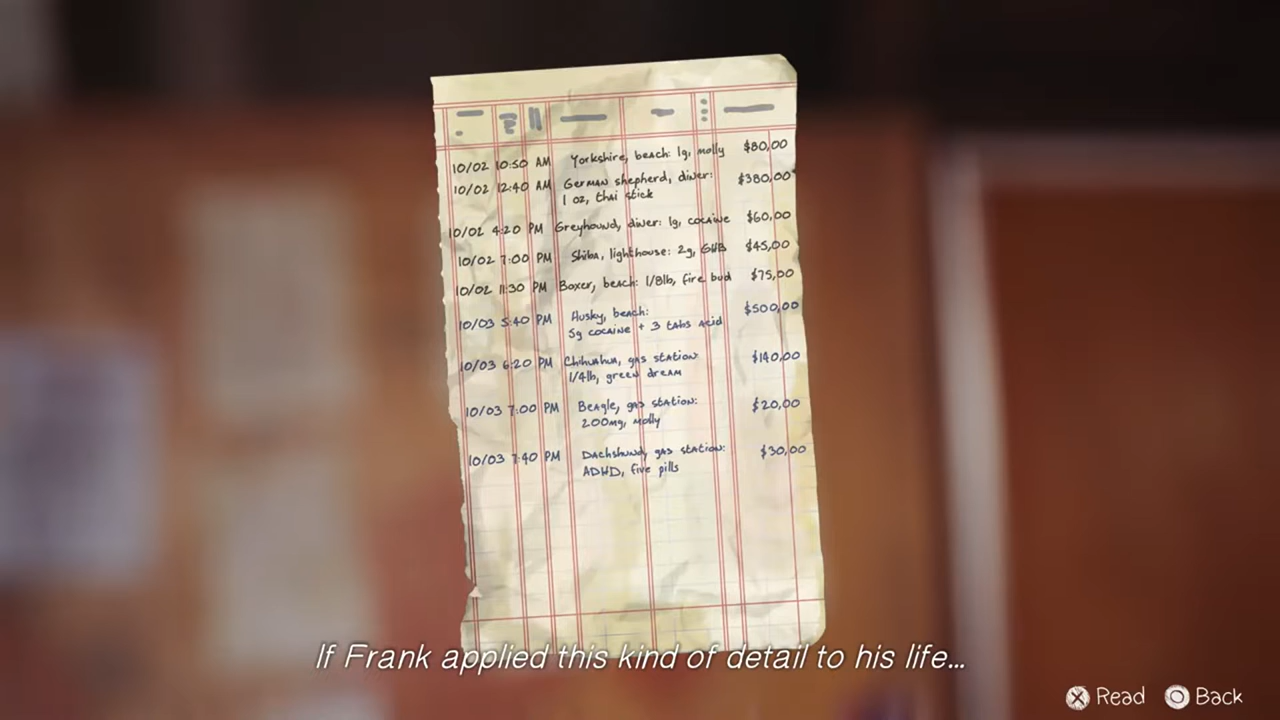 10/02 10:50 AM Yorkshire, beach: 1g, molly $80,00
10/02 12:40 AM German shepherd, diner: $380,00
1 oz, thai stick
10/02 4:20 PM Greyhound, diner: 1g, cocaine $60,00
10/02 7:00 PM Shiba, lighthouse: 2g, GHB $45,00
10/02 11:30 PM Boxer, beach: 1/8lb, fire bud $75,00
10/03 5:40 PM Husky, beach: $500,00
5g cocaine + 3 tabs acid
10/03 6:20 PM Chihuahua, gas station: $140,00
1/4lb, green dream
10/03 7:00 PM Beagle, gas station: $20,00
200mg, molly
10/03 7:40 PM Dachshund, gas station: $30,00
ADHD, five pills
If Frank applied this kind of detail to his life...
Read Back